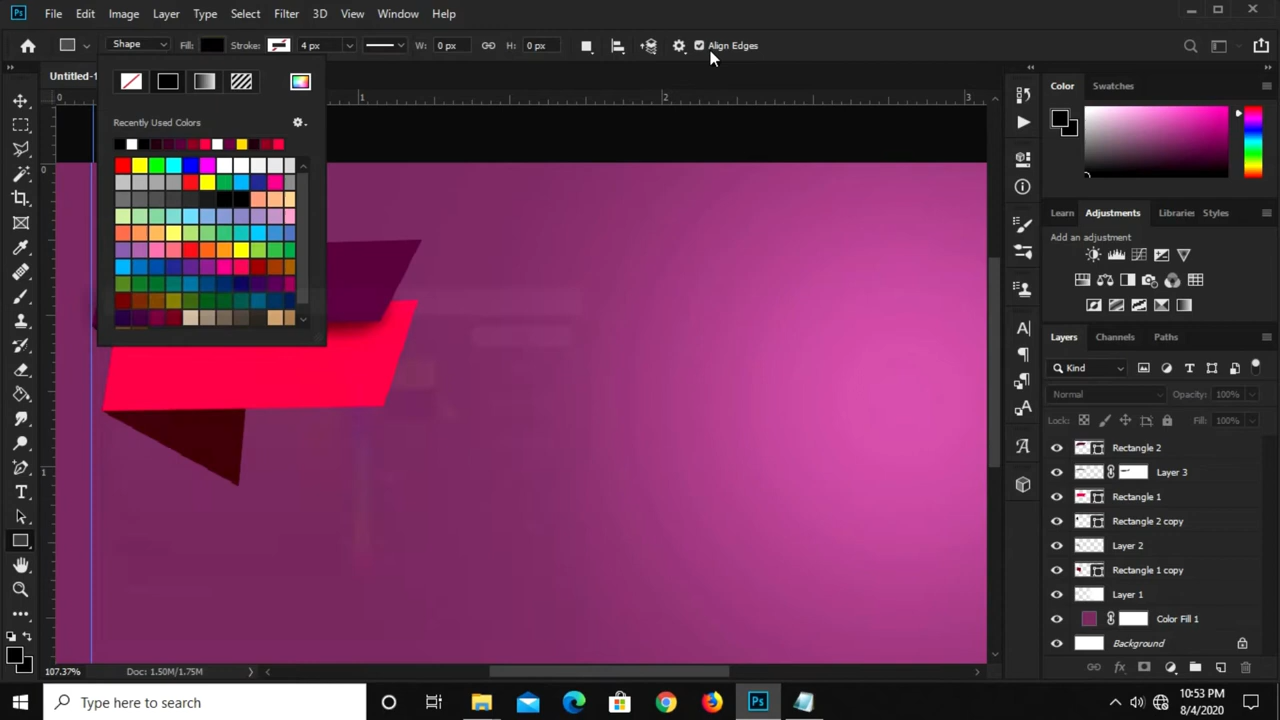 Ps File Edit Image Layer Type Select Filter 3D View Window Help
Shape Fill: Stroke: 4 px W: 0 px H: 0 px Align Edges
Untitled-1
Color Swatches
0 1 2 3
Recently Used Colors
0
1
Learn Adjustments Libraries Styles
Add an adjustment
Layers Channels Paths
Kind
Normal Opacity: 100%
Lock: Fill: 100%
Rectangle 2
Layer 3
Rectangle 1
Rectangle 2 copy
Layer 2
Rectangle 1 copy
Layer 1
Color Fill 1
Background
107.37% Doc: 1.50M/1.75M
Type here to search
Ps
10:53 PM
8/4/2020